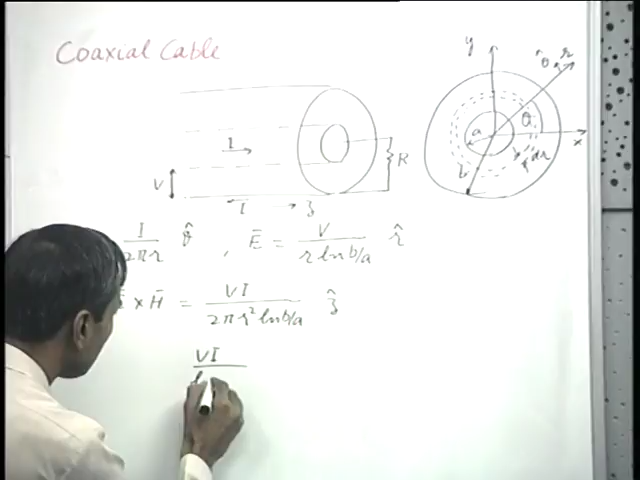 Coaxial Cable
y
θ̂ r
θ
a
x
b
dr
I
V
R
I z
I/2πr θ̂ , Ē = V/(r ln b/a) r̂
× H̄ = VI/(2πr² ln b/a) ẑ
VI